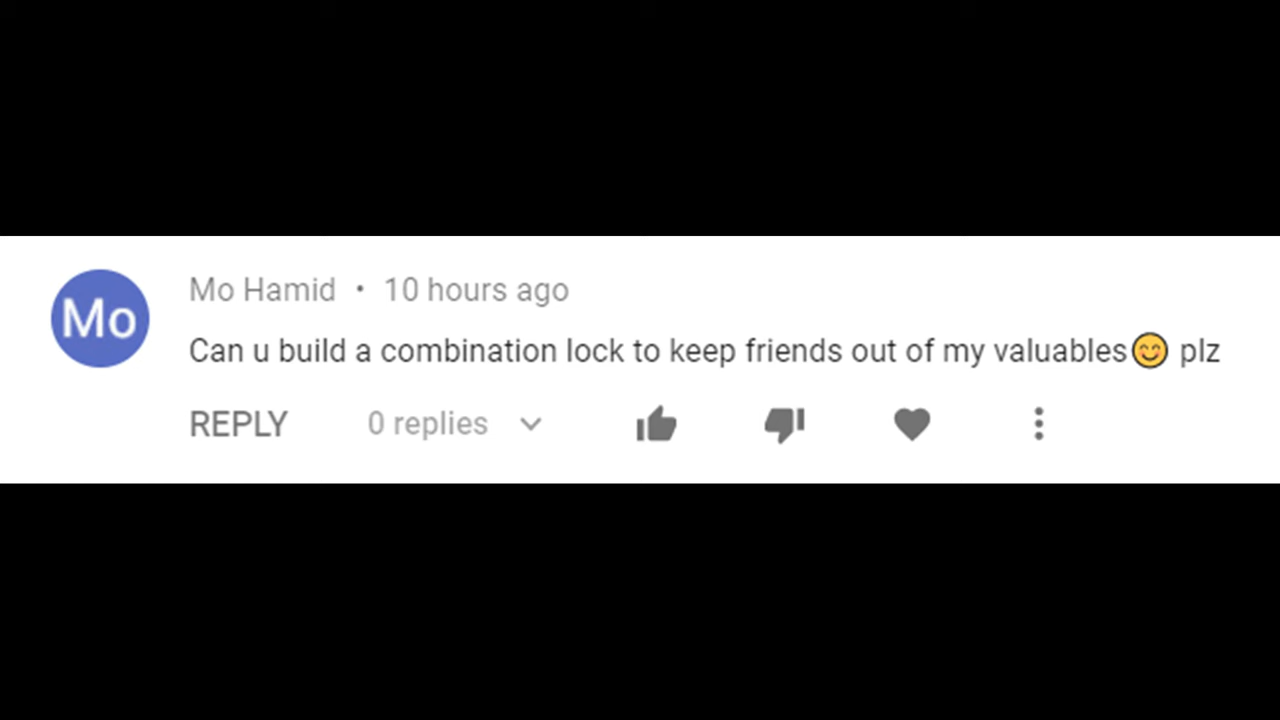 Mo
Mo Hamid • 10 hours ago
Can u build a combination lock to keep friends out of my valuables😊 plz
REPLY 0 replies